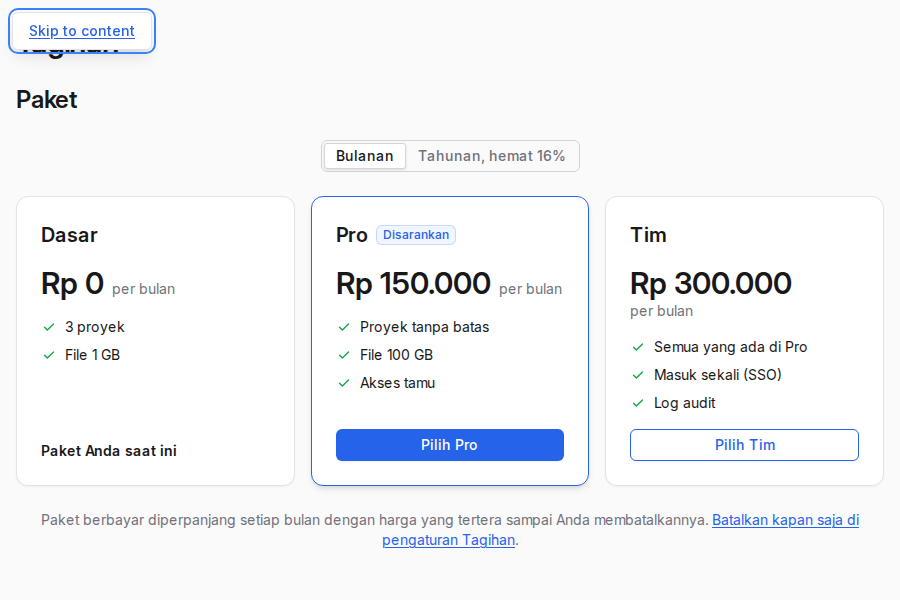 Skip to content
Paket
Bulanan
Tahunan, hemat 16%
Dasar
Rp 0 per bulan
3 proyek
File 1 GB
Paket Anda saat ini
Pro
Disarankan
Rp 150.000 per bulan
Proyek tanpa batas
File 100 GB
Akses tamu
Pilih Pro
Tim
Rp 300.000
per bulan
Semua yang ada di Pro
Masuk sekali (SSO)
Log audit
Pilih Tim
Paket berbayar diperpanjang setiap bulan dengan harga yang tertera sampai Anda membatalkannya. Batalkan kapan saja di
pengaturan Tagihan.